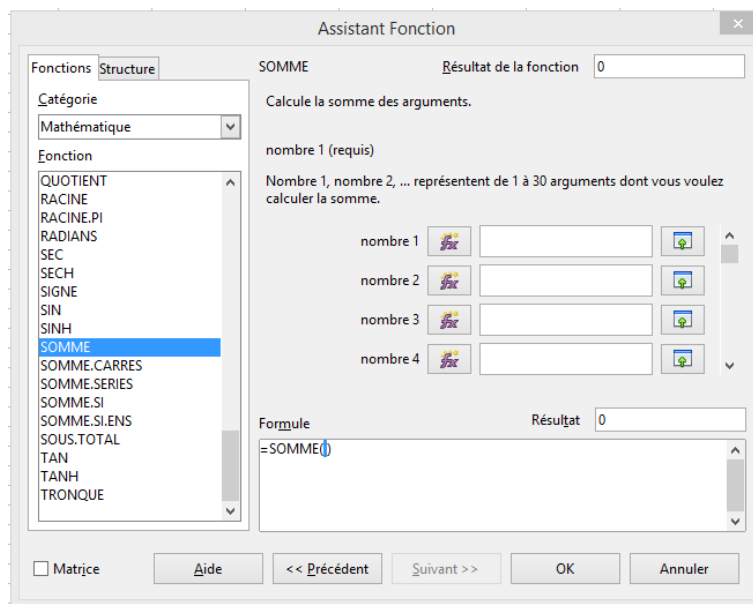 Assistant Fonction
Fonctions Structure
Catégorie
Mathématique
Fonction
QUOTIENT
RACINE
RACINE.PI
RADIANS
SEC
SECH
SIGNE
SIN
SINH
SOMME
SOMME.CARRES
SOMME.SERIES
SOMME.SI
SOMME.SI.ENS
SOUS.TOTAL
TAN
TANH
TRONQUE
SOMME
Résultat de la fonction 0
Calcule la somme des arguments.
nombre 1 (requis)
Nombre 1, nombre 2, ... représentent de 1 à 30 arguments dont vous voulez
calculer la somme.
nombre 1 fx
nombre 2 fx
nombre 3 fx
nombre 4 fx
Formule
Résultat 0
=SOMME()
Matrice
Aide
<< Précédent
Suivant >>
OK
Annuler